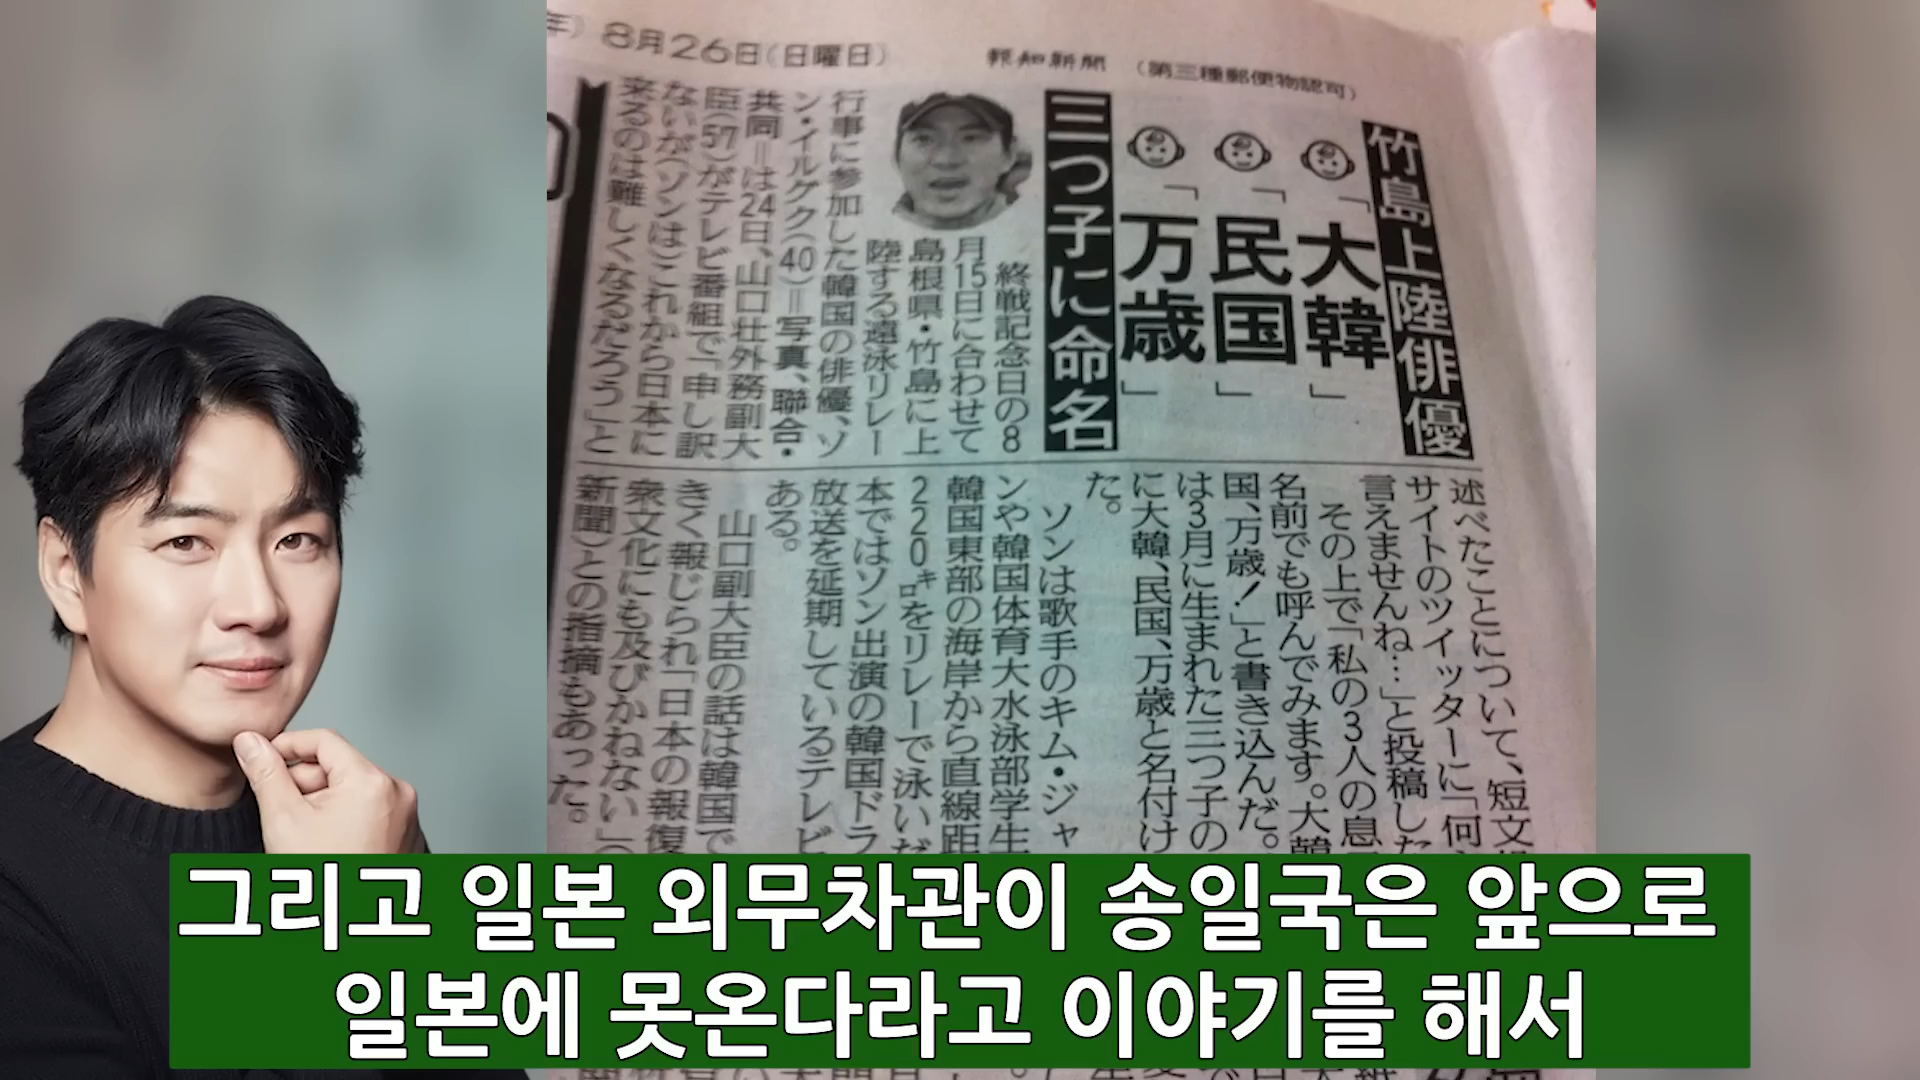 年)8月26日(日曜日)
報知新聞
(第三種郵便物認可)
竹島上陸俳優
「大韓」
「民国」
「万歳」
三つ子に命名
終戦記念日の8
月15日に合わせて
島根県・竹島に上
陸する遠泳リレー
行事に参加した韓国の俳優、ソ
ン・イルグク(40)=写真、聯合・
共同=は24日、山口壮外務副大
臣(57)がテレビ番組で「申し訳
ないが(ソンは)これから日本に
来るのは難しくなるだろう」と
述べたことについて、短文
サイトのツイッターに「何
言えませんね…」と投稿した
その上で「私の3人の息
名前でも呼んでみます。大韓
国、万歳!」と書き込んだ。
は3月に生まれた三つ子の
に大韓、民国、万歳と名付け
た。
ソンは歌手のキム・ジャ
ンや韓国体育大水泳部学生
韓国東部の海岸から直線距
220㌔をリレーで泳いだ
本ではソン出演の韓国ドラ
放送を延期しているテレビ
ある。
山口副大臣の話は韓国で
きく報じられ「日本の報復
衆文化にも及びかねない」(
新聞)との指摘もあった。
그리고 일본 외무차관이 송일국은 앞으로
일본에 못온다라고 이야기를 해서